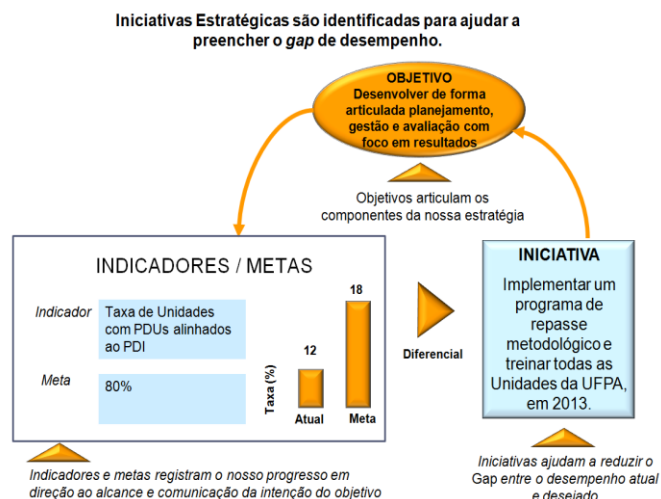 Iniciativas Estratégicas são identificadas para ajudar a
preencher o gap de desempenho.
OBJETIVO
Desenvolver de forma
articulada planejamento,
gestão e avaliação com
foco em resultados
Objetivos articulam os
componentes da nossa estratégia
INDICADORES / METAS
Indicador
Taxa de Unidades
com PDUs alinhados
ao PDI
Meta
80%
Taxa (%)
12
18
Atual
Meta
Diferencial
INICIATIVA
Implementar um
programa de
repasse
metodológico e
treinar todas as
Unidades da UFPA,
em 2013.
Indicadores e metas registram o nosso progresso em
direção ao alcance e comunicação da intenção do objetivo
Iniciativas ajudam a reduzir o
Gap entre o desempenho atual
e desejado